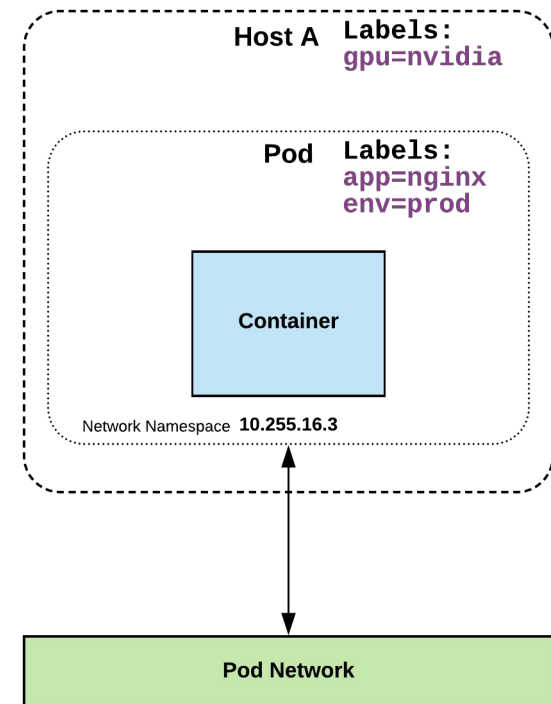 Host A
Labels:
gpu=nvidia
Pod
Labels:
app=nginx
env=prod
Container
Network Namespace 10.255.16.3
Pod Network